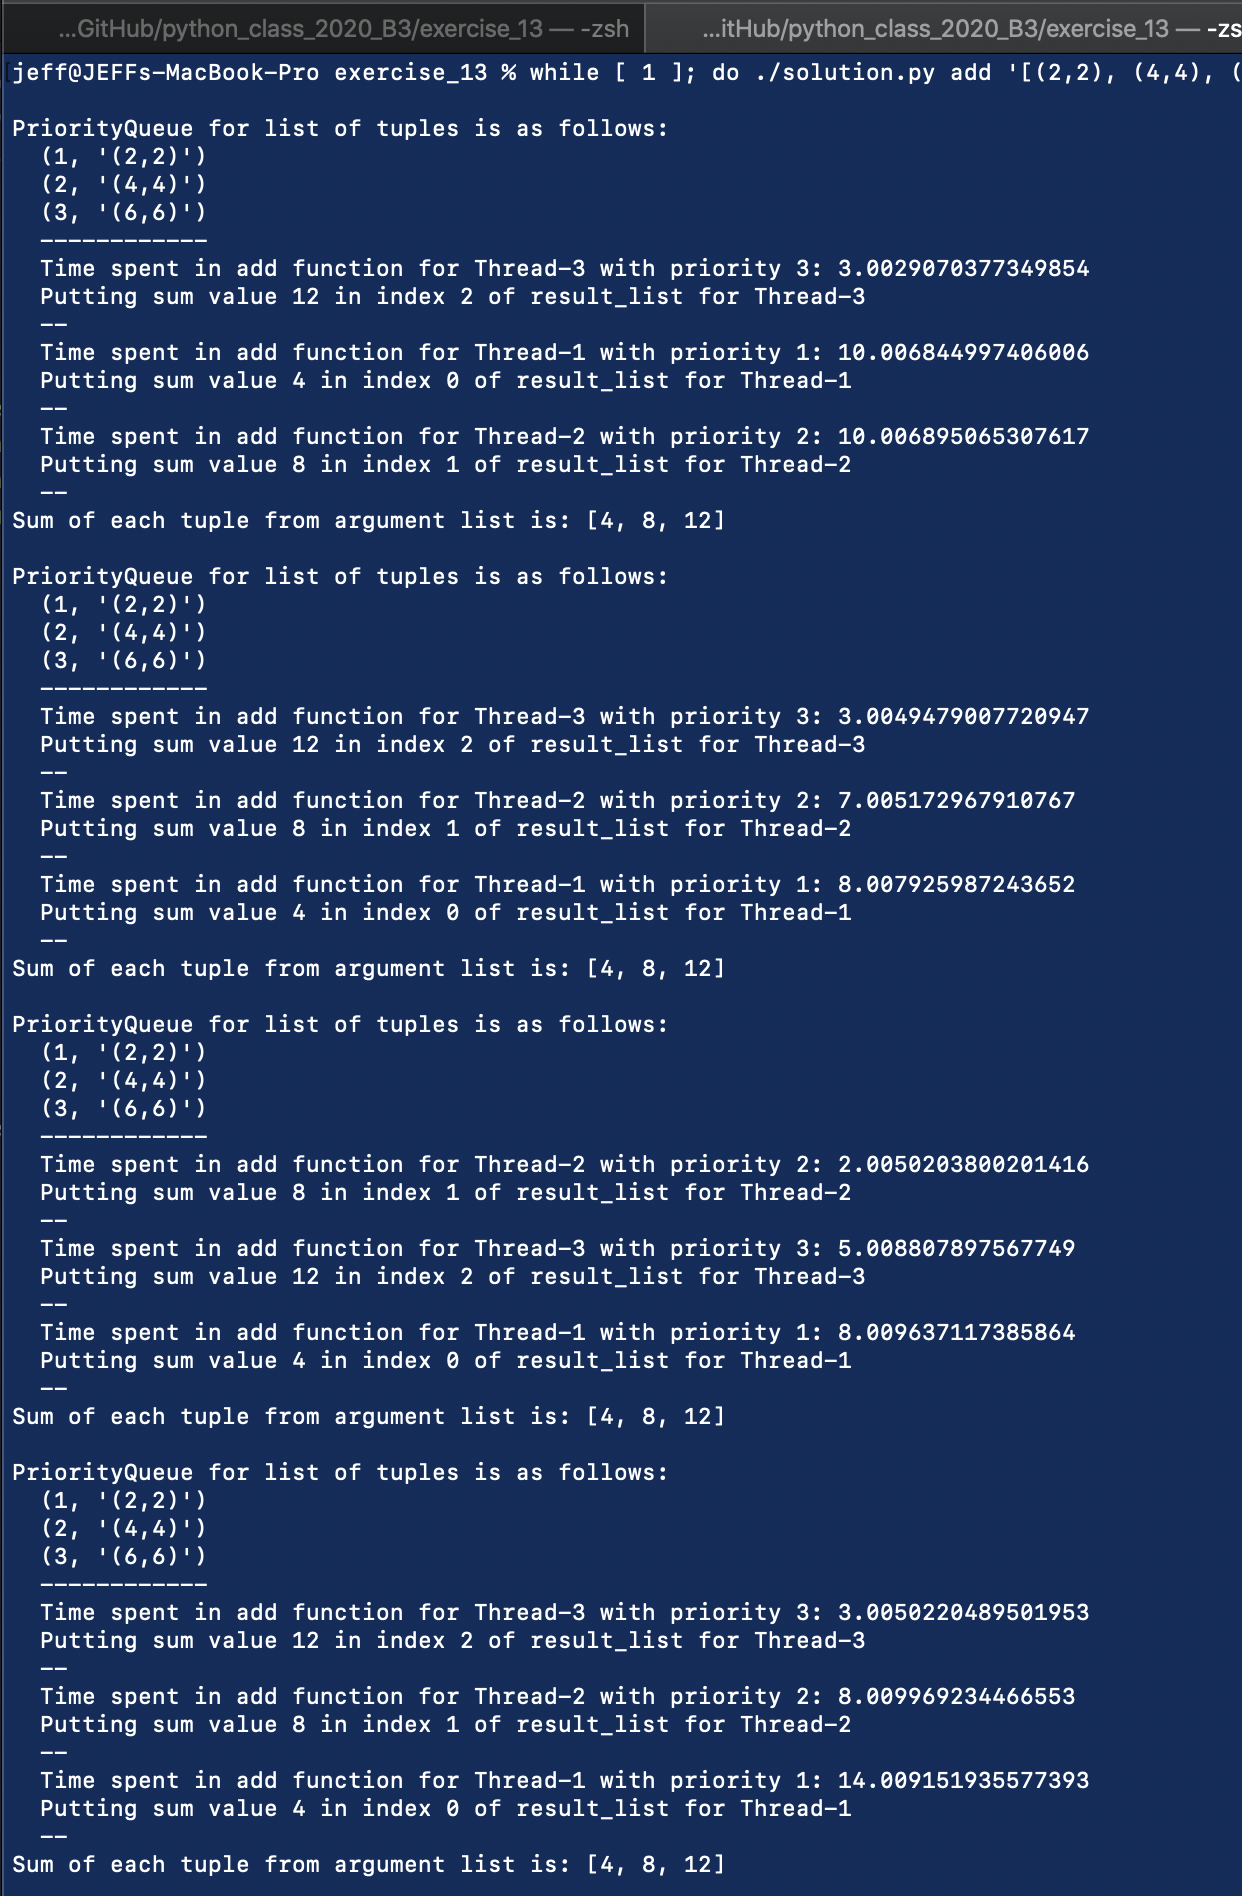 ...GitHub/python_class_2020_B3/exercise_13 — -zsh
...itHub/python_class_2020_B3/exercise_13 — -zs
jeff@JEFFs-MacBook-Pro exercise_13 % while [ 1 ]; do ./solution.py add '[(2,2), (4,4), (
PriorityQueue for list of tuples is as follows:
(1, '(2,2)')
(2, '(4,4)')
(3, '(6,6)')
------------
Time spent in add function for Thread-3 with priority 3: 3.0029070377349854
Putting sum value 12 in index 2 of result_list for Thread-3
--
Time spent in add function for Thread-1 with priority 1: 10.006844997406006
Putting sum value 4 in index 0 of result_list for Thread-1
--
Time spent in add function for Thread-2 with priority 2: 10.006895065307617
Putting sum value 8 in index 1 of result_list for Thread-2
--
Sum of each tuple from argument list is: [4, 8, 12]
PriorityQueue for list of tuples is as follows:
(1, '(2,2)')
(2, '(4,4)')
(3, '(6,6)')
------------
Time spent in add function for Thread-3 with priority 3: 3.0049479007720947
Putting sum value 12 in index 2 of result_list for Thread-3
--
Time spent in add function for Thread-2 with priority 2: 7.005172967910767
Putting sum value 8 in index 1 of result_list for Thread-2
--
Time spent in add function for Thread-1 with priority 1: 8.007925987243652
Putting sum value 4 in index 0 of result_list for Thread-1
--
Sum of each tuple from argument list is: [4, 8, 12]
PriorityQueue for list of tuples is as follows:
(1, '(2,2)')
(2, '(4,4)')
(3, '(6,6)')
------------
Time spent in add function for Thread-2 with priority 2: 2.0050203800201416
Putting sum value 8 in index 1 of result_list for Thread-2
--
Time spent in add function for Thread-3 with priority 3: 5.008807897567749
Putting sum value 12 in index 2 of result_list for Thread-3
--
Time spent in add function for Thread-1 with priority 1: 8.009637117385864
Putting sum value 4 in index 0 of result_list for Thread-1
--
Sum of each tuple from argument list is: [4, 8, 12]
PriorityQueue for list of tuples is as follows:
(1, '(2,2)')
(2, '(4,4)')
(3, '(6,6)')
------------
Time spent in add function for Thread-3 with priority 3: 3.0050220489501953
Putting sum value 12 in index 2 of result_list for Thread-3
--
Time spent in add function for Thread-2 with priority 2: 8.009969234466553
Putting sum value 8 in index 1 of result_list for Thread-2
--
Time spent in add function for Thread-1 with priority 1: 14.009151935577393
Putting sum value 4 in index 0 of result_list for Thread-1
--
Sum of each tuple from argument list is: [4, 8, 12]